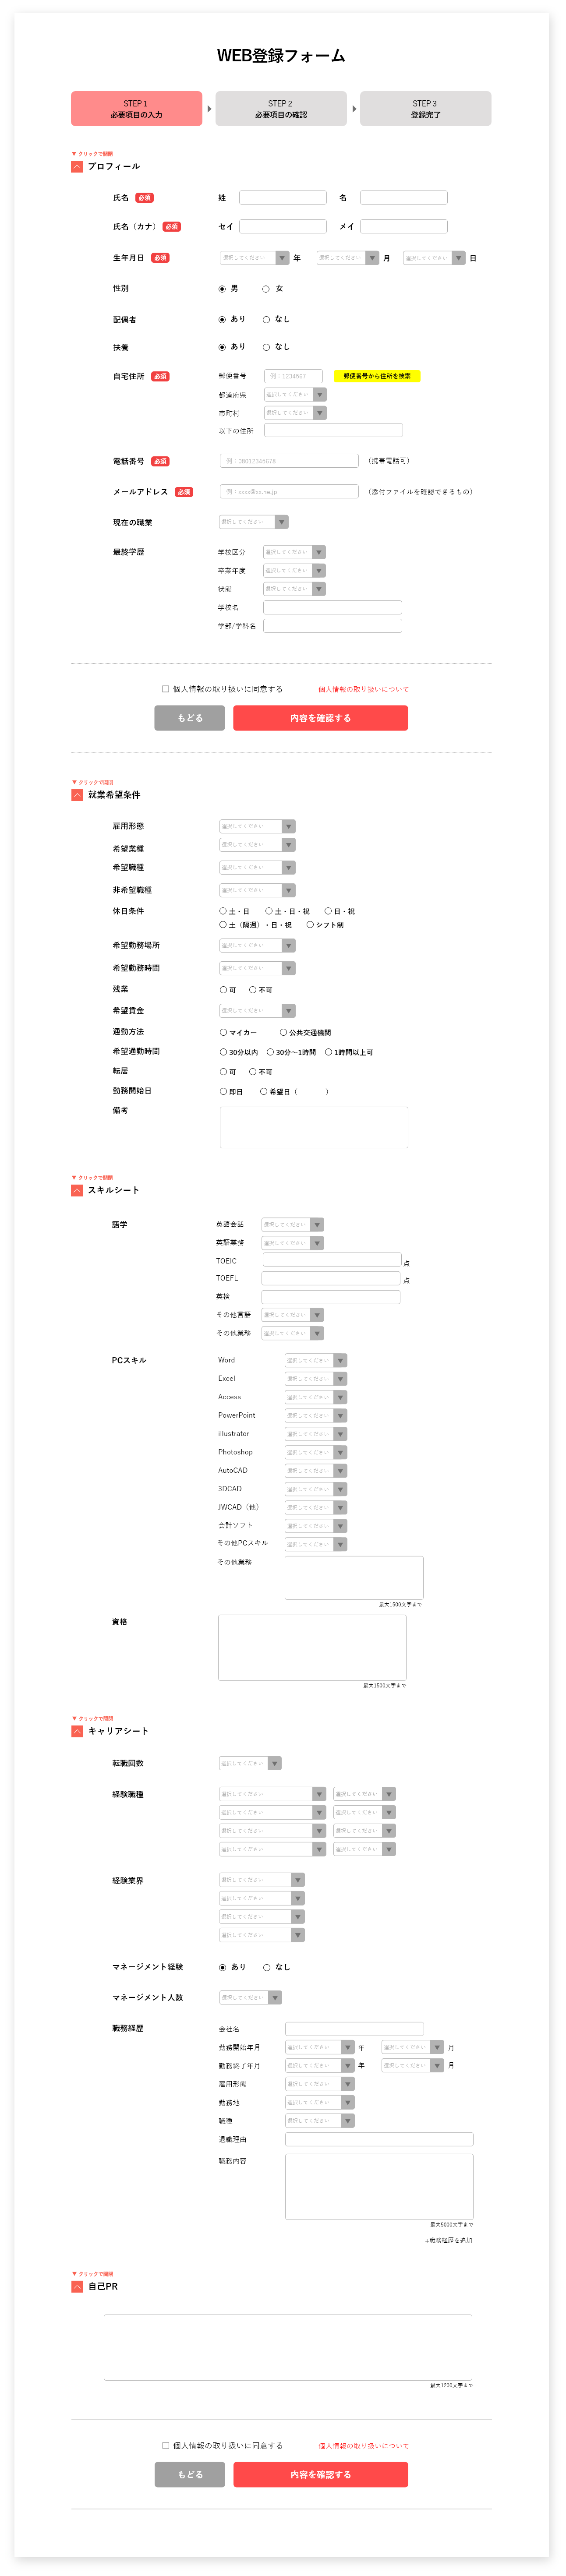 WEB登録フォーム
STEP 1
必要項目の入力
STEP 2
必要項目の確認
STEP 3
登録完了
▼ クリックで開閉
プロフィール
氏名 必須 姓 名
氏名（カナ） 必須 セイ メイ
生年月日 必須 選択してください ▼ 年 選択してください ▼ 月 選択してください ▼ 日
性別 男 女
配偶者 あり なし
扶養 あり なし
自宅住所 必須 郵便番号 例：1234567 郵便番号から住所を検索
都道府県 選択してください ▼
市町村 選択してください ▼
以下の住所
電話番号 必須 例：08012345678 （携帯電話可）
メールアドレス 必須 例：xxxx@xx.ne.jp （添付ファイルを確認できるもの）
現在の職業 選択してください ▼
最終学歴 学校区分 選択してください ▼
卒業年度 選択してください ▼
状態 選択してください ▼
学校名
学部/学科名
個人情報の取り扱いに同意する 個人情報の取り扱いについて
もどる 内容を確認する
▼ クリックで開閉
就業希望条件
雇用形態 選択してください ▼
希望業種 選択してください ▼
希望職種 選択してください ▼
非希望職種 選択してください ▼
休日条件 土・日 土・日・祝 日・祝
土（隔週）・日・祝 シフト制
希望勤務場所 選択してください ▼
希望勤務時間 選択してください ▼
残業 可 不可
希望賃金 選択してください ▼
通勤方法 マイカー 公共交通機関
希望通勤時間 30分以内 30分〜1時間 1時間以上可
転居 可 不可
勤務開始日 即日 希望日（ ）
備考
▼ クリックで開閉
スキルシート
語学 英語会話 選択してください ▼
英語業務 選択してください ▼
TOEIC 点
TOEFL 点
英検
その他言語 選択してください ▼
その他業務 選択してください ▼
PCスキル Word 選択してください ▼
Excel 選択してください ▼
Access 選択してください ▼
PowerPoint 選択してください ▼
illustrator 選択してください ▼
Photoshop 選択してください ▼
AutoCAD 選択してください ▼
3DCAD 選択してください ▼
JWCAD（他） 選択してください ▼
会計ソフト 選択してください ▼
その他PCスキル 選択してください ▼
その他業務
最大1500文字まで
資格
最大1500文字まで
▼ クリックで開閉
キャリアシート
転職回数 選択してください ▼
経験職種 選択してください ▼ 選択してください ▼
選択してください ▼ 選択してください ▼
選択してください ▼ 選択してください ▼
選択してください ▼ 選択してください ▼
経験業界 選択してください ▼
選択してください ▼
選択してください ▼
選択してください ▼
マネージメント経験 あり なし
マネージメント人数 選択してください ▼
職務経歴 会社名
勤務開始年月 選択してください ▼ 年 選択してください ▼ 月
勤務終了年月 選択してください ▼ 年 選択してください ▼ 月
雇用形態 選択してください ▼
勤務地 選択してください ▼
職種 選択してください ▼
退職理由
職務内容
最大5000文字まで
+職務経歴を追加
▼ クリックで開閉
自己PR
最大1200文字まで
個人情報の取り扱いに同意する 個人情報の取り扱いについて
もどる 内容を確認する